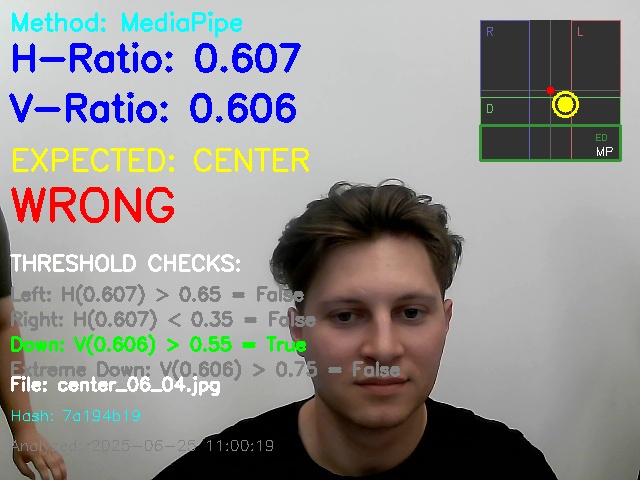 Method: MediaPipe
H-Ratio: 0.607
V-Ratio: 0.606
EXPECTED: CENTER
WRONG
THRESHOLD CHECKS:
Left: H(0.607) > 0.65 = False
Right: H(0.607) < 0.35 = False
Down: V(0.606) > 0.55 = True
Extreme Down: V(0.606) > 0.75 = False
File: center_06_04.jpg
Hash: 7a194b19
Analyzed: 2025-06-25 11:00:19
R L
D
ED
MP